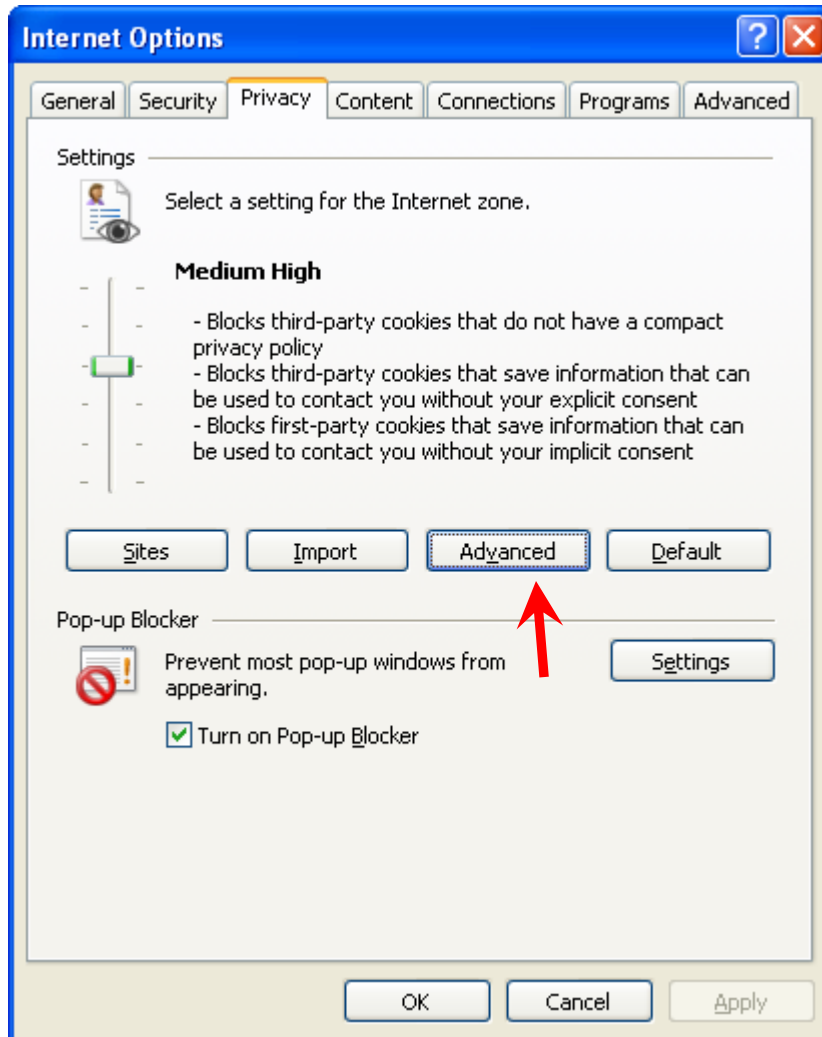 Internet Options
General Security Privacy Content Connections Programs Advanced
Settings
Select a setting for the Internet zone.
Medium High
- Blocks third-party cookies that do not have a compact
privacy policy
- Blocks third-party cookies that save information that can
be used to contact you without your explicit consent
- Blocks first-party cookies that save information that can
be used to contact you without your implicit consent
Sites Import Advanced Default
Pop-up Blocker
Prevent most pop-up windows from
appearing.
Settings
Turn on Pop-up Blocker
OK Cancel Apply